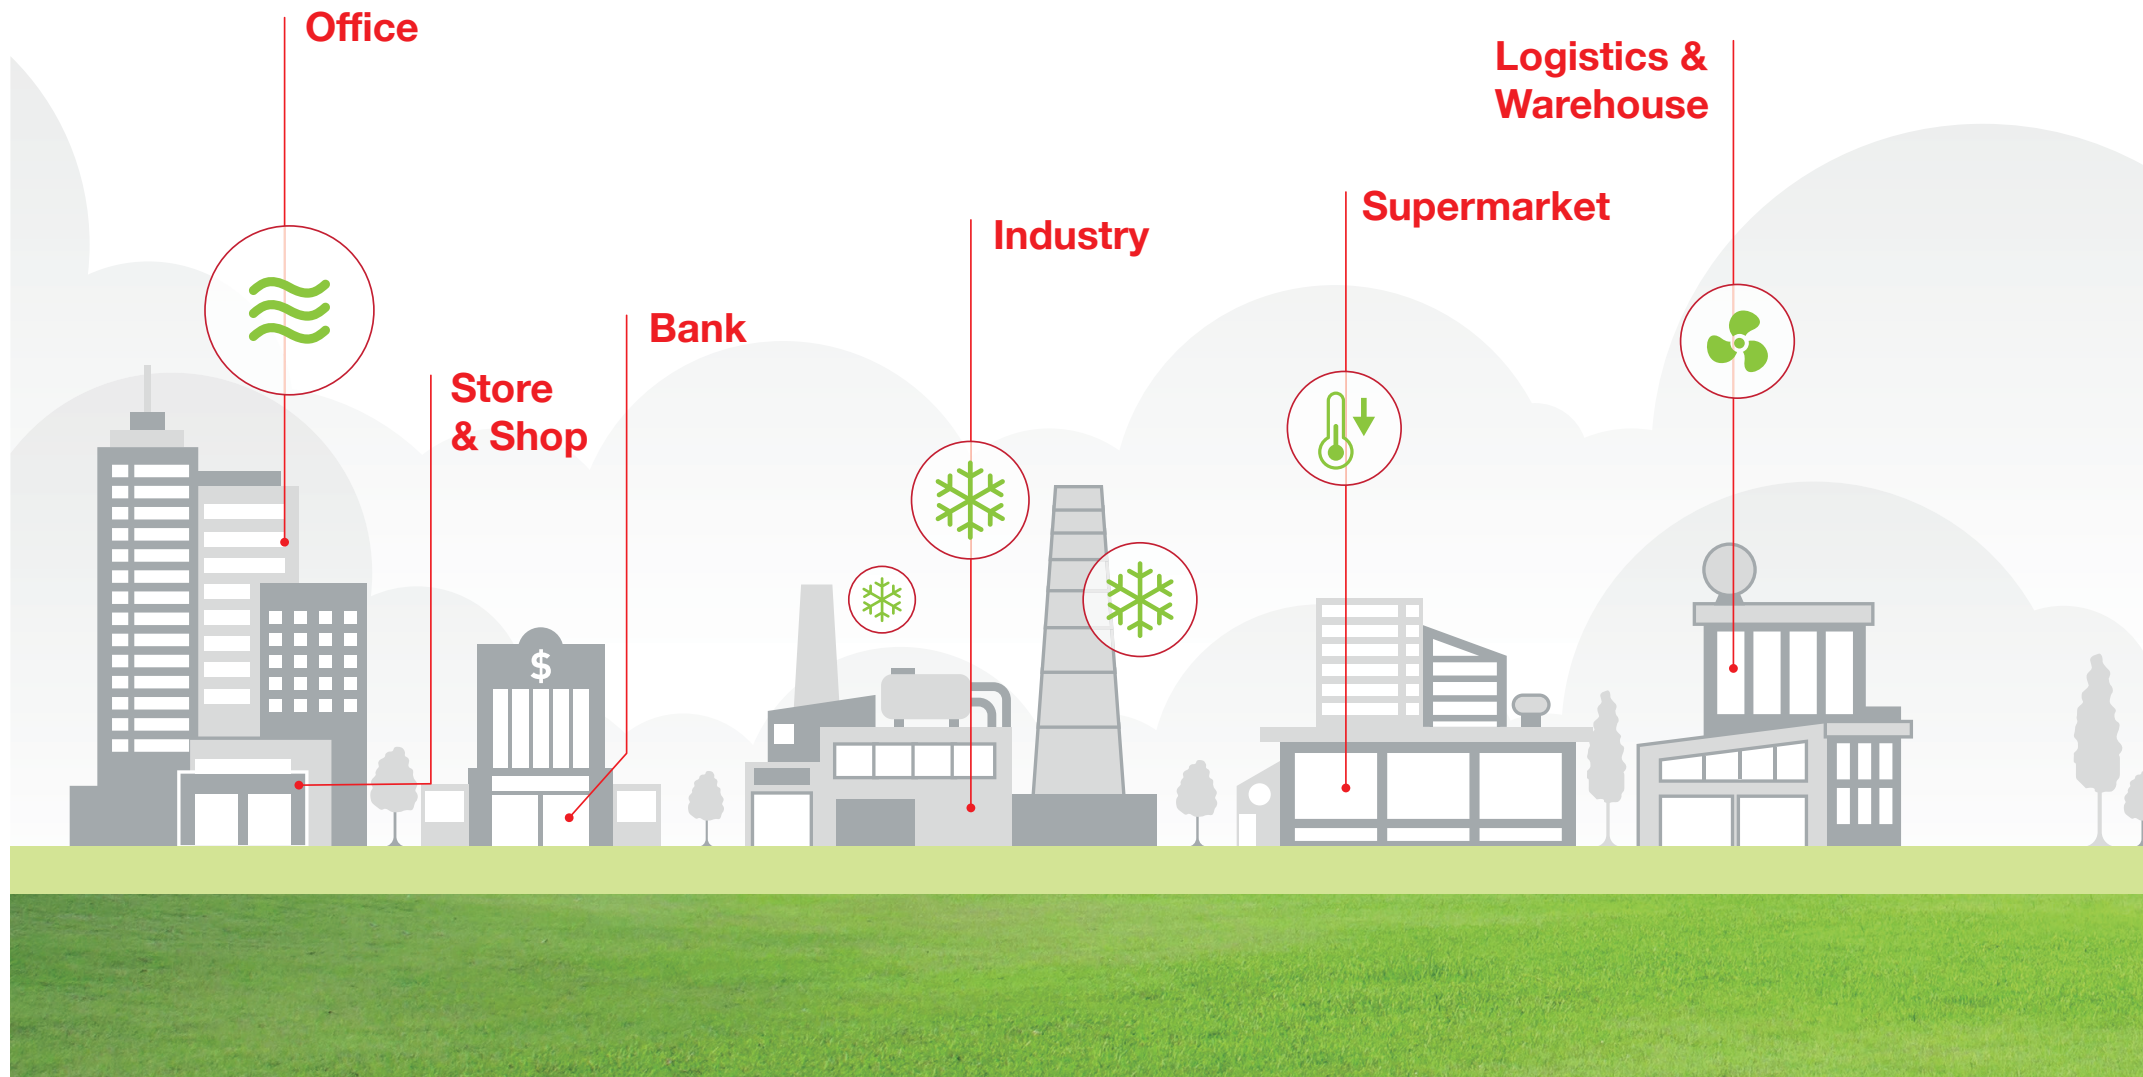 Office
Store
& Shop
Bank
$
Industry
Supermarket
Logistics &
Warehouse